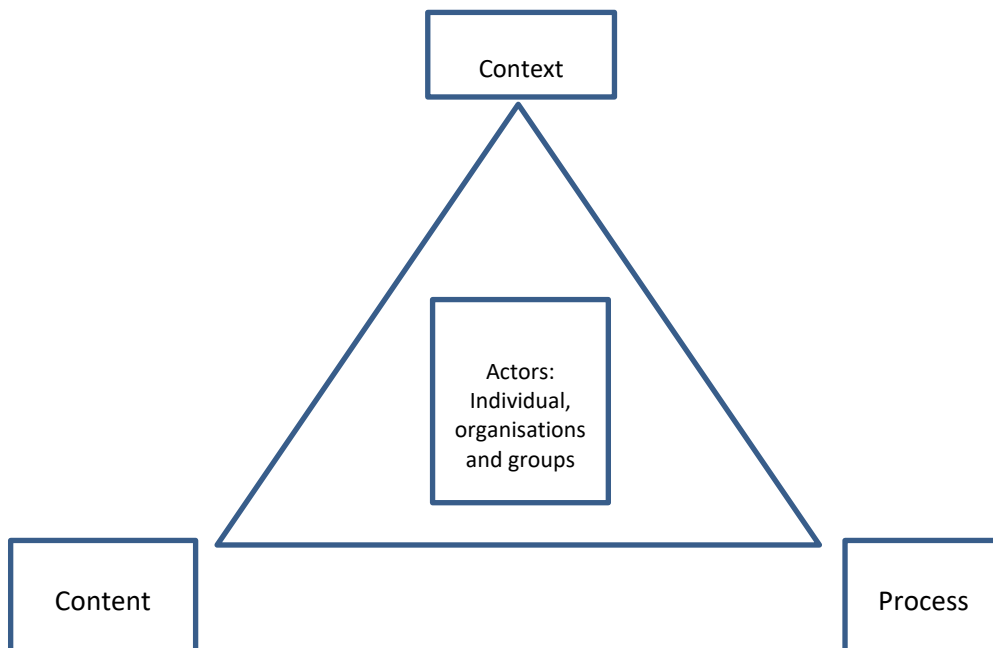 Context
Actors:
Individual,
organisations
and groups
Content
Process